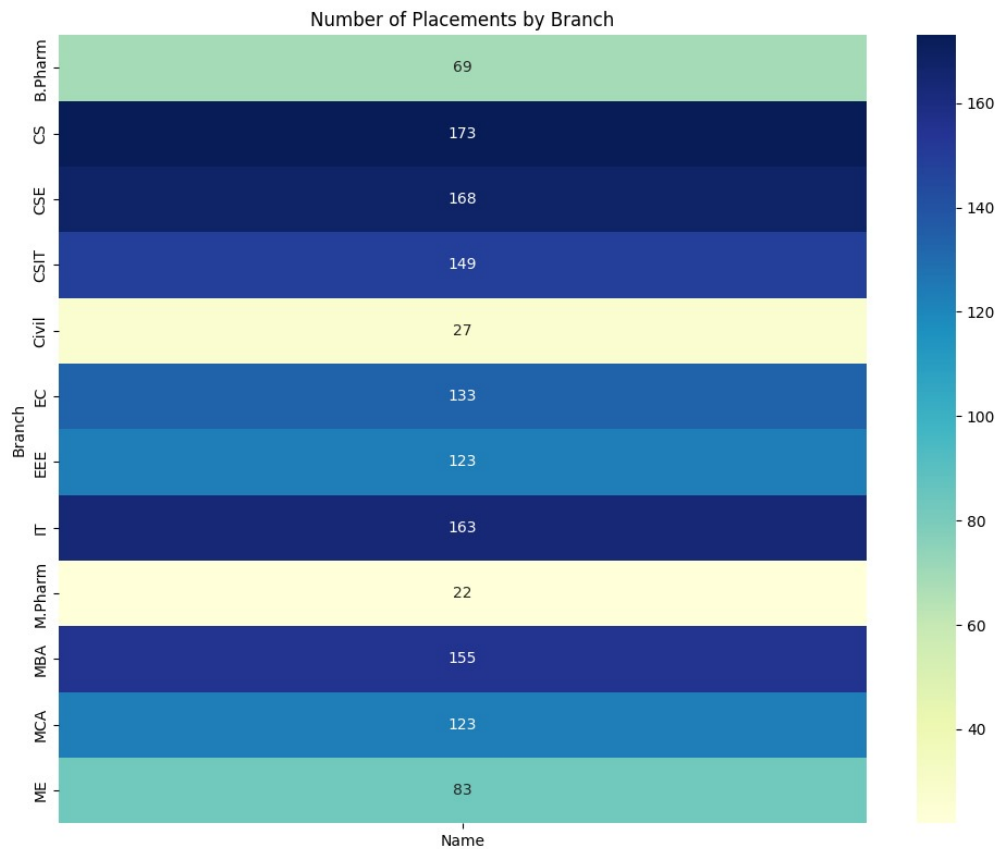 Number of Placements by Branch
B.Pharm
69
CS
173
CSE
168
CSIT
149
Civil
27
EC
133
EEE
123
IT
163
M.Pharm
22
MBA
155
MCA
123
ME
83
Branch
Name
160
140
120
100
80
60
40